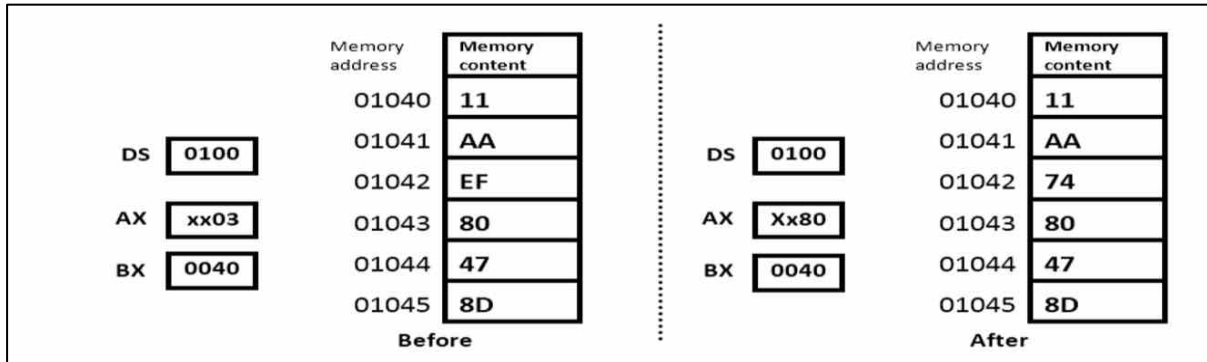 Memory address Memory content
01040 11
01041 AA
DS 0100
01042 EF
AX xx03
01043 80
BX 0040
01044 47
01045 8D
Before
Memory address Memory content
01040 11
01041 AA
DS 0100
01042 74
AX Xx80
01043 80
BX 0040
01044 47
01045 8D
After